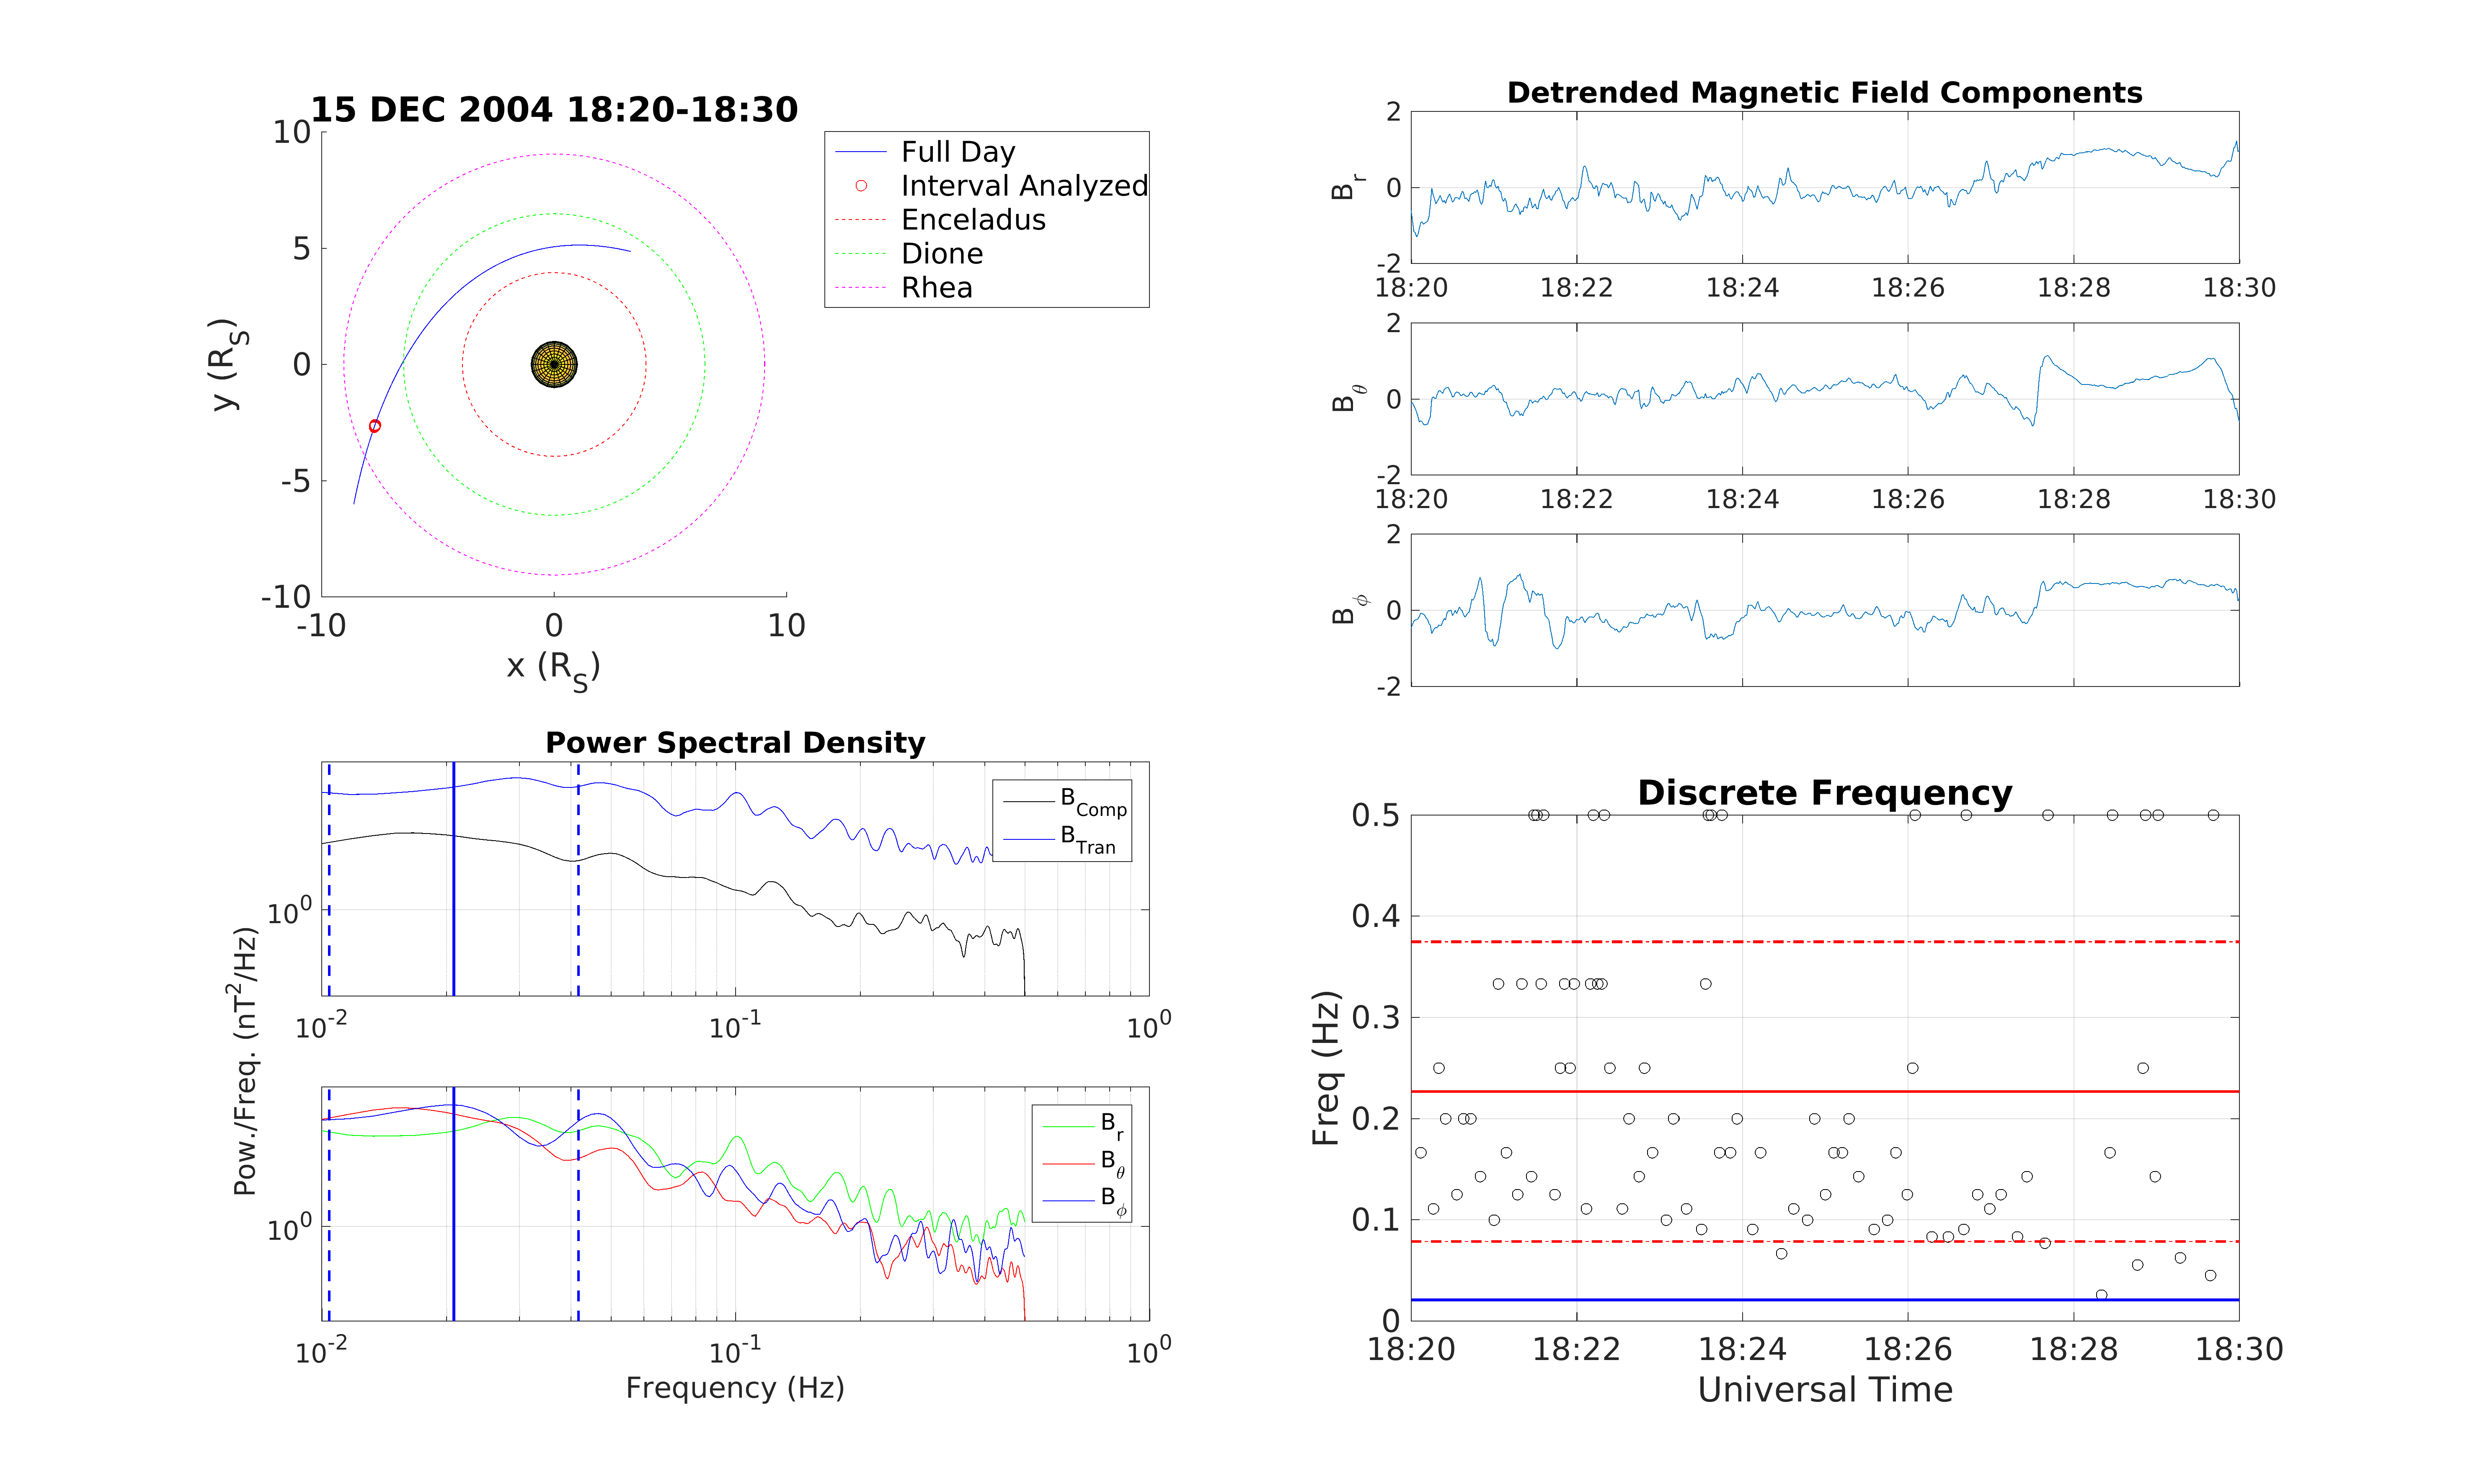 15 DEC 2004 18:20-18:30
10
5
0
-5
-10
-10 0 10
y (R_S)
x (R_S)
Full Day
Interval Analyzed
Enceladus
Dione
Rhea
Detrended Magnetic Field Components
2
0
-2
B_r
18:20 18:22 18:24 18:26 18:28 18:30
2
0
-2
B_θ
18:20 18:22 18:24 18:26 18:28 18:30
2
0
-2
B_ϕ
Power Spectral Density
B_Comp
B_Tran
10^0
10^-2 10^-1 10^0
Pow./Freq. (nT^2/Hz)
B_r
B_θ
B_ϕ
10^0
10^-2 10^-1 10^0
Frequency (Hz)
Discrete Frequency
0.5
0.4
0.3
0.2
0.1
0
Freq (Hz)
18:20 18:22 18:24 18:26 18:28 18:30
Universal Time